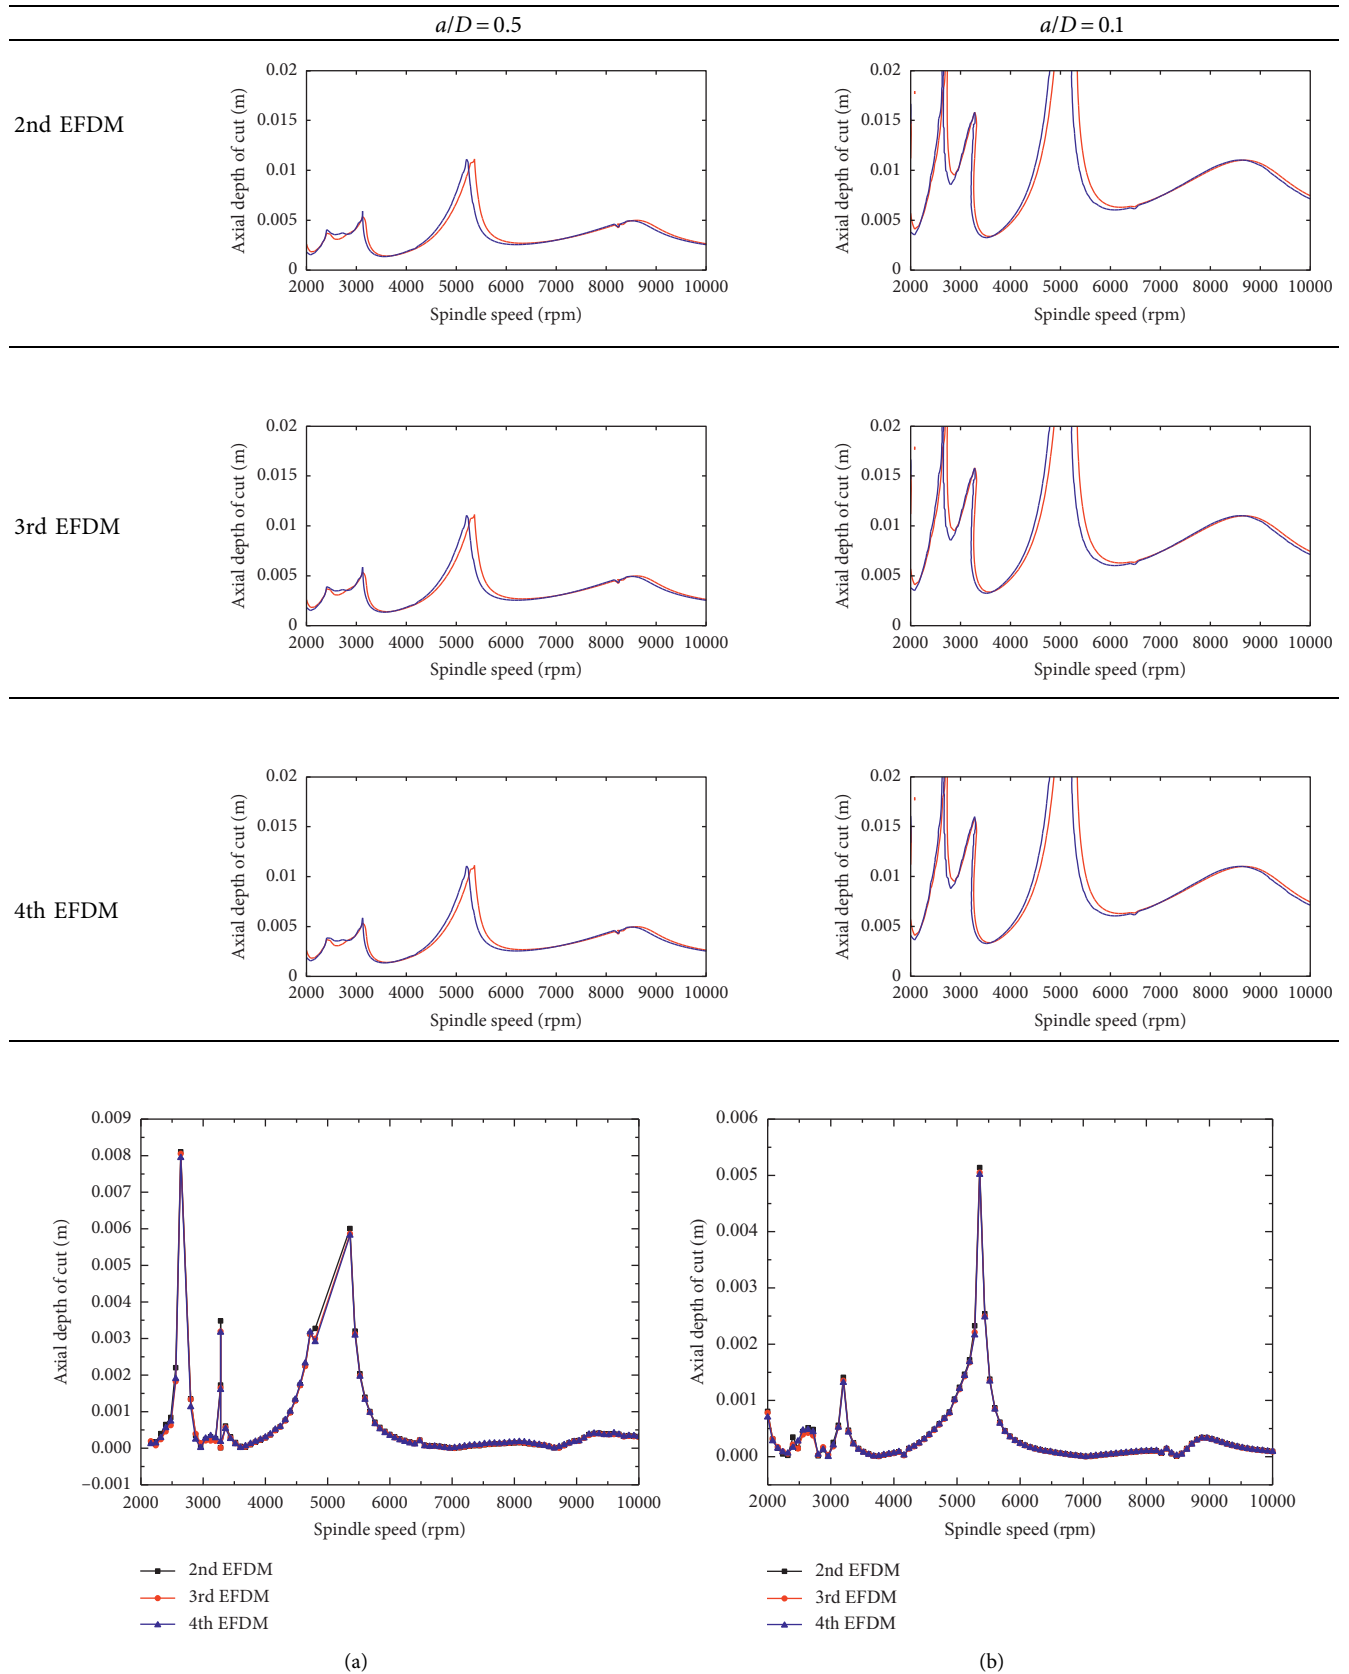 a/D = 0.5
a/D = 0.1
2nd EFDM
0.02
0.015
0.01
0.005
0
Axial depth of cut (m)
2000 3000 4000 5000 6000 7000 8000 9000 10000
Spindle speed (rpm)
0.02
0.015
0.01
0.005
0
Axial depth of cut (m)
2000 3000 4000 5000 6000 7000 8000 9000 10000
Spindle speed (rpm)
3rd EFDM
0.02
0.015
0.01
0.005
0
Axial depth of cut (m)
2000 3000 4000 5000 6000 7000 8000 9000 10000
Spindle speed (rpm)
0.02
0.015
0.01
0.005
0
Axial depth of cut (m)
2000 3000 4000 5000 6000 7000 8000 9000 10000
Spindle speed (rpm)
4th EFDM
0.02
0.015
0.01
0.005
0
Axial depth of cut (m)
2000 3000 4000 5000 6000 7000 8000 9000 10000
Spindle speed (rpm)
0.02
0.015
0.01
0.005
0
Axial depth of cut (m)
2000 3000 4000 5000 6000 7000 8000 9000 10000
Spindle speed (rpm)
0.009
0.008
0.007
0.006
0.005
0.004
0.003
0.002
0.001
0.000
−0.001
Axial depth of cut (m)
2000 3000 4000 5000 6000 7000 8000 9000 10000
Spindle speed (rpm)
2nd EFDM
3rd EFDM
4th EFDM
(a)
0.006
0.005
0.004
0.003
0.002
0.001
0.000
Axial depth of cut (m)
2000 3000 4000 5000 6000 7000 8000 9000 10000
Spindle speed (rpm)
2nd EFDM
3rd EFDM
4th EFDM
(b)